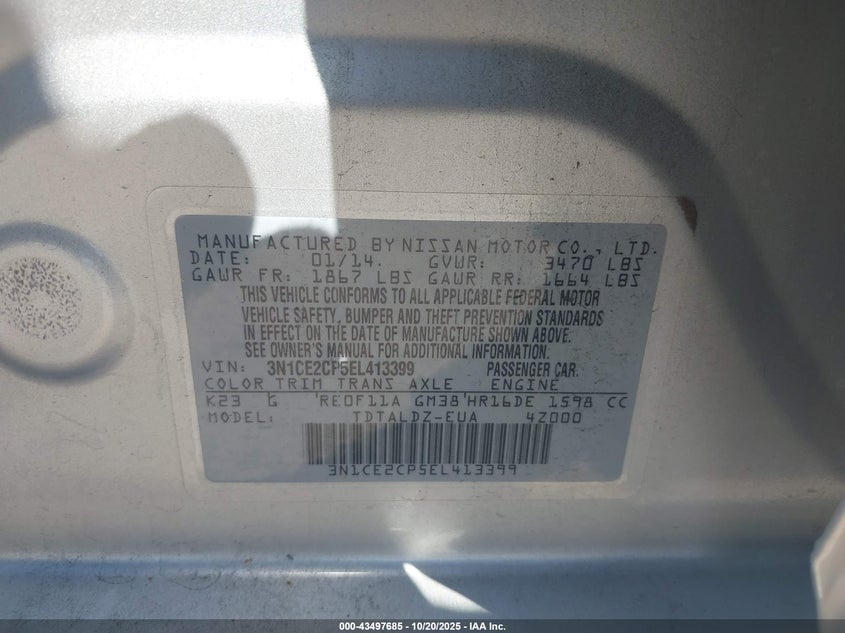 MANUFACTURED BY NISSAN MOTOR CO., LTD.
DATE: 01/14. GVWR: 3470 LBS
GAWR FR: 1867 LBS GAWR RR: 1664 LBS
THIS VEHICLE CONFORMS TO ALL APPLICABLE FEDERAL MOTOR
VEHICLE SAFETY, BUMPER AND THEFT PREVENTION STANDARDS
IN EFFECT ON THE DATE OF MANUFACTURE SHOWN ABOVE.
SEE OWNER'S MANUAL FOR ADDITIONAL INFORMATION.
VIN: 3N1CE2CP5EL413399 PASSENGER CAR.
COLOR TRIM TRANS AXLE ENGINE
K23 G RE0F11A GM38 HR16DE 1598 CC
MODEL: TDTALDZ-EUA 4Z000
3N1CE2CP5EL413399
000-43497685 | 10/20/2025 - IAA Inc.